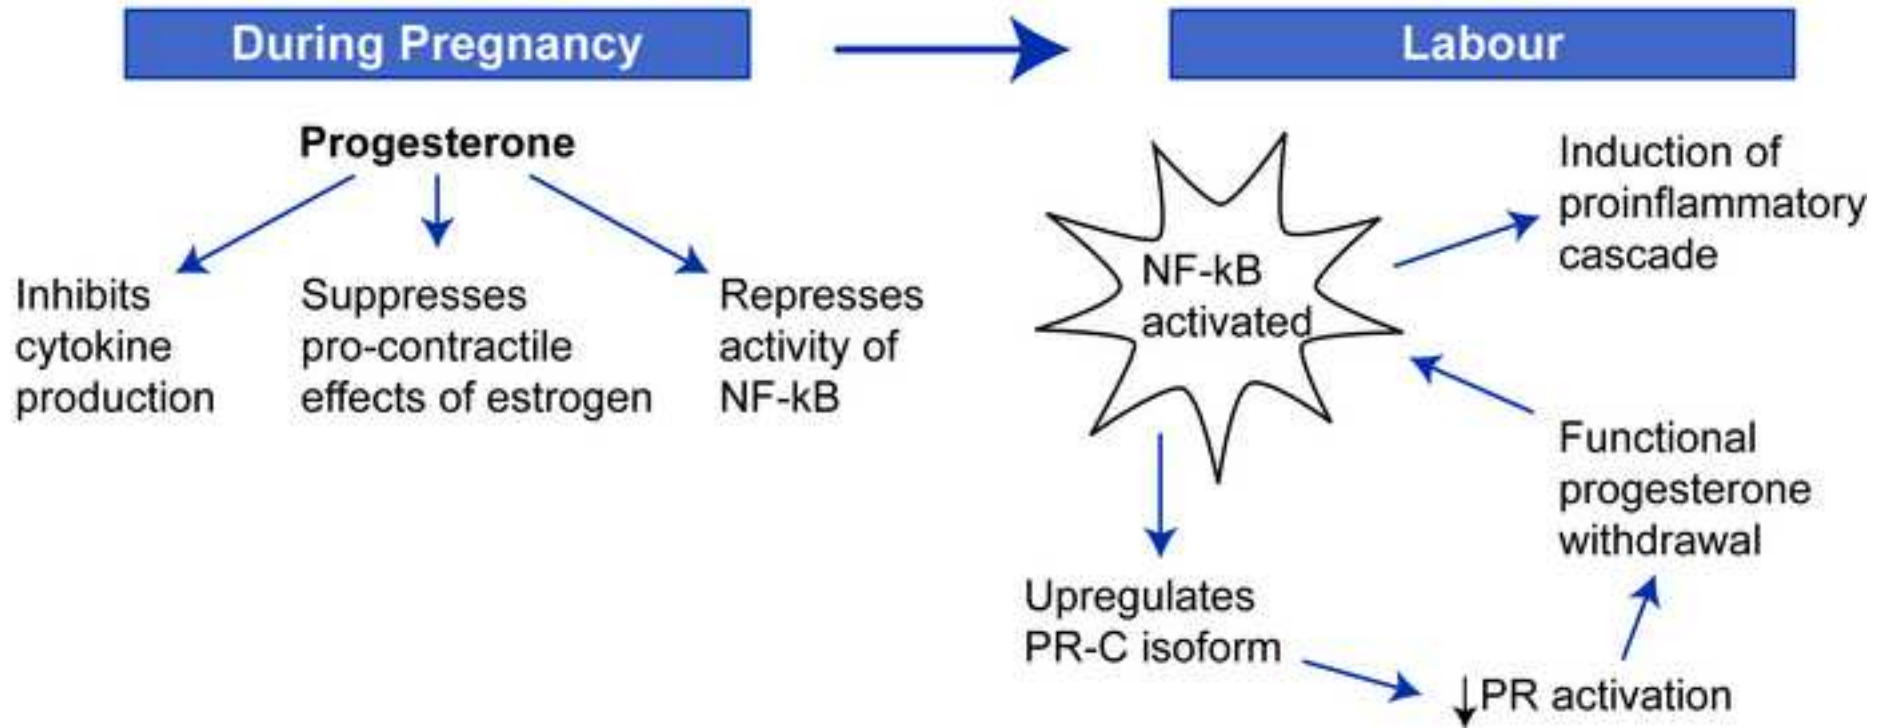 During Pregnancy
Labour
Progesterone
Inhibits
cytokine
production
Suppresses
pro-contractile
effects of estrogen
Represses
activity of
NF-kB
NF-kB
activated
Induction of
proinflammatory
cascade
Functional
progesterone
withdrawal
Upregulates
PR-C isoform
↓PR activation